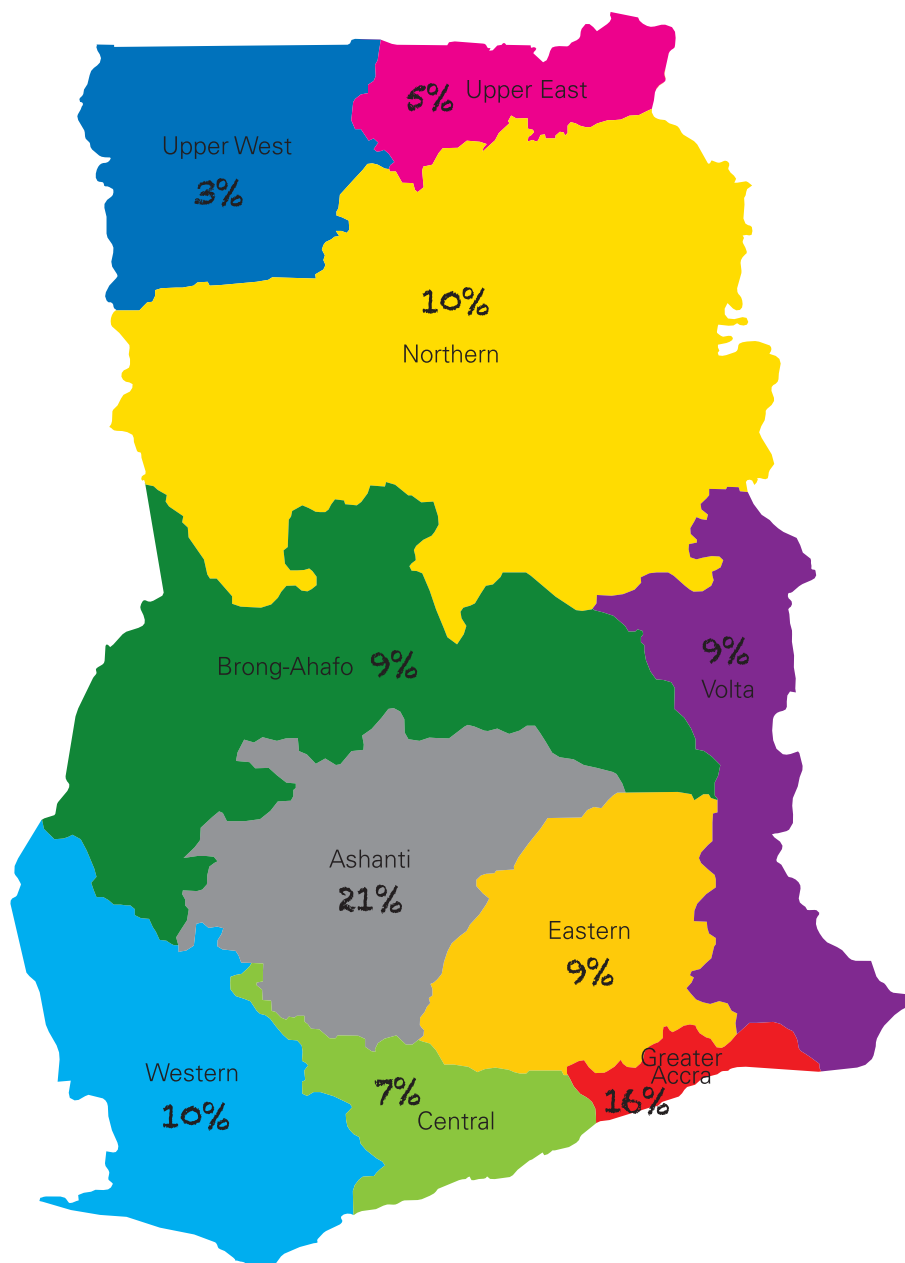 5% Upper East
Upper West
3%
10%
Northern
Brong-Ahafo 9%
9%
Volta
Ashanti
21%
Eastern
9%
Greater
Accra
16%
Western
10%
7%
Central